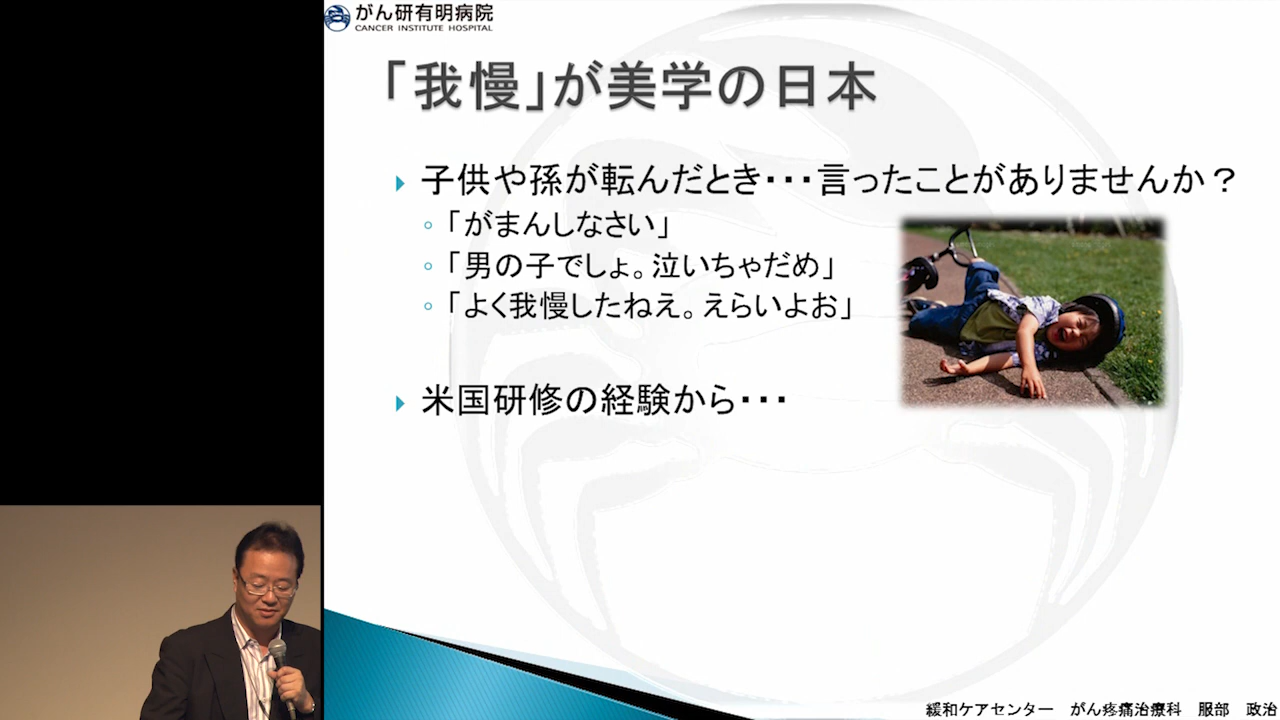 がん研有明病院
CANCER INSTITUTE HOSPITAL
「我慢」が美学の日本
子供や孫が転んだとき・・・言ったことがありませんか？
「がまんしなさい」
「男の子でしょ。泣いちゃだめ」
「よく我慢したねえ。えらいよお」
米国研修の経験から・・・
緩和ケアセンター　がん疼痛治療科　服部　政治